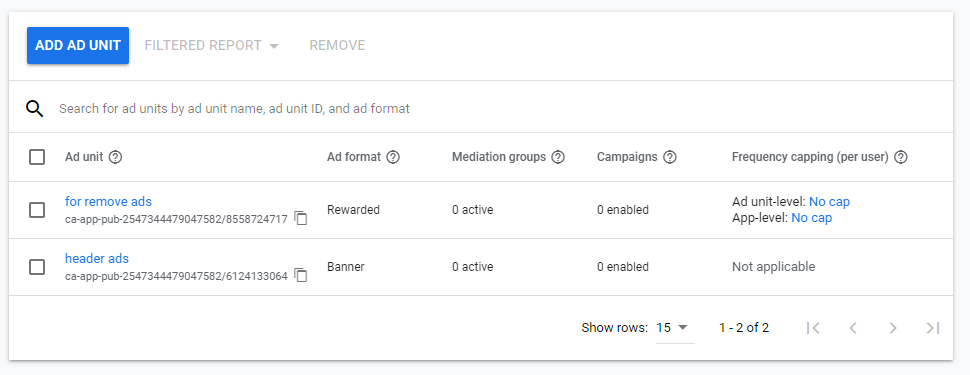 ADD AD UNIT FILTERED REPORT REMOVE
Search for ad units by ad unit name, ad unit ID, and ad format
Ad unit Ad format Mediation groups Campaigns Frequency capping (per user)
for remove ads
ca-app-pub-2547344479047582/8558724717
Rewarded 0 active 0 enabled
Ad unit-level: No cap
App-level: No cap
header ads
ca-app-pub-2547344479047582/6124133064
Banner 0 active 0 enabled Not applicable
Show rows: 15 1 - 2 of 2